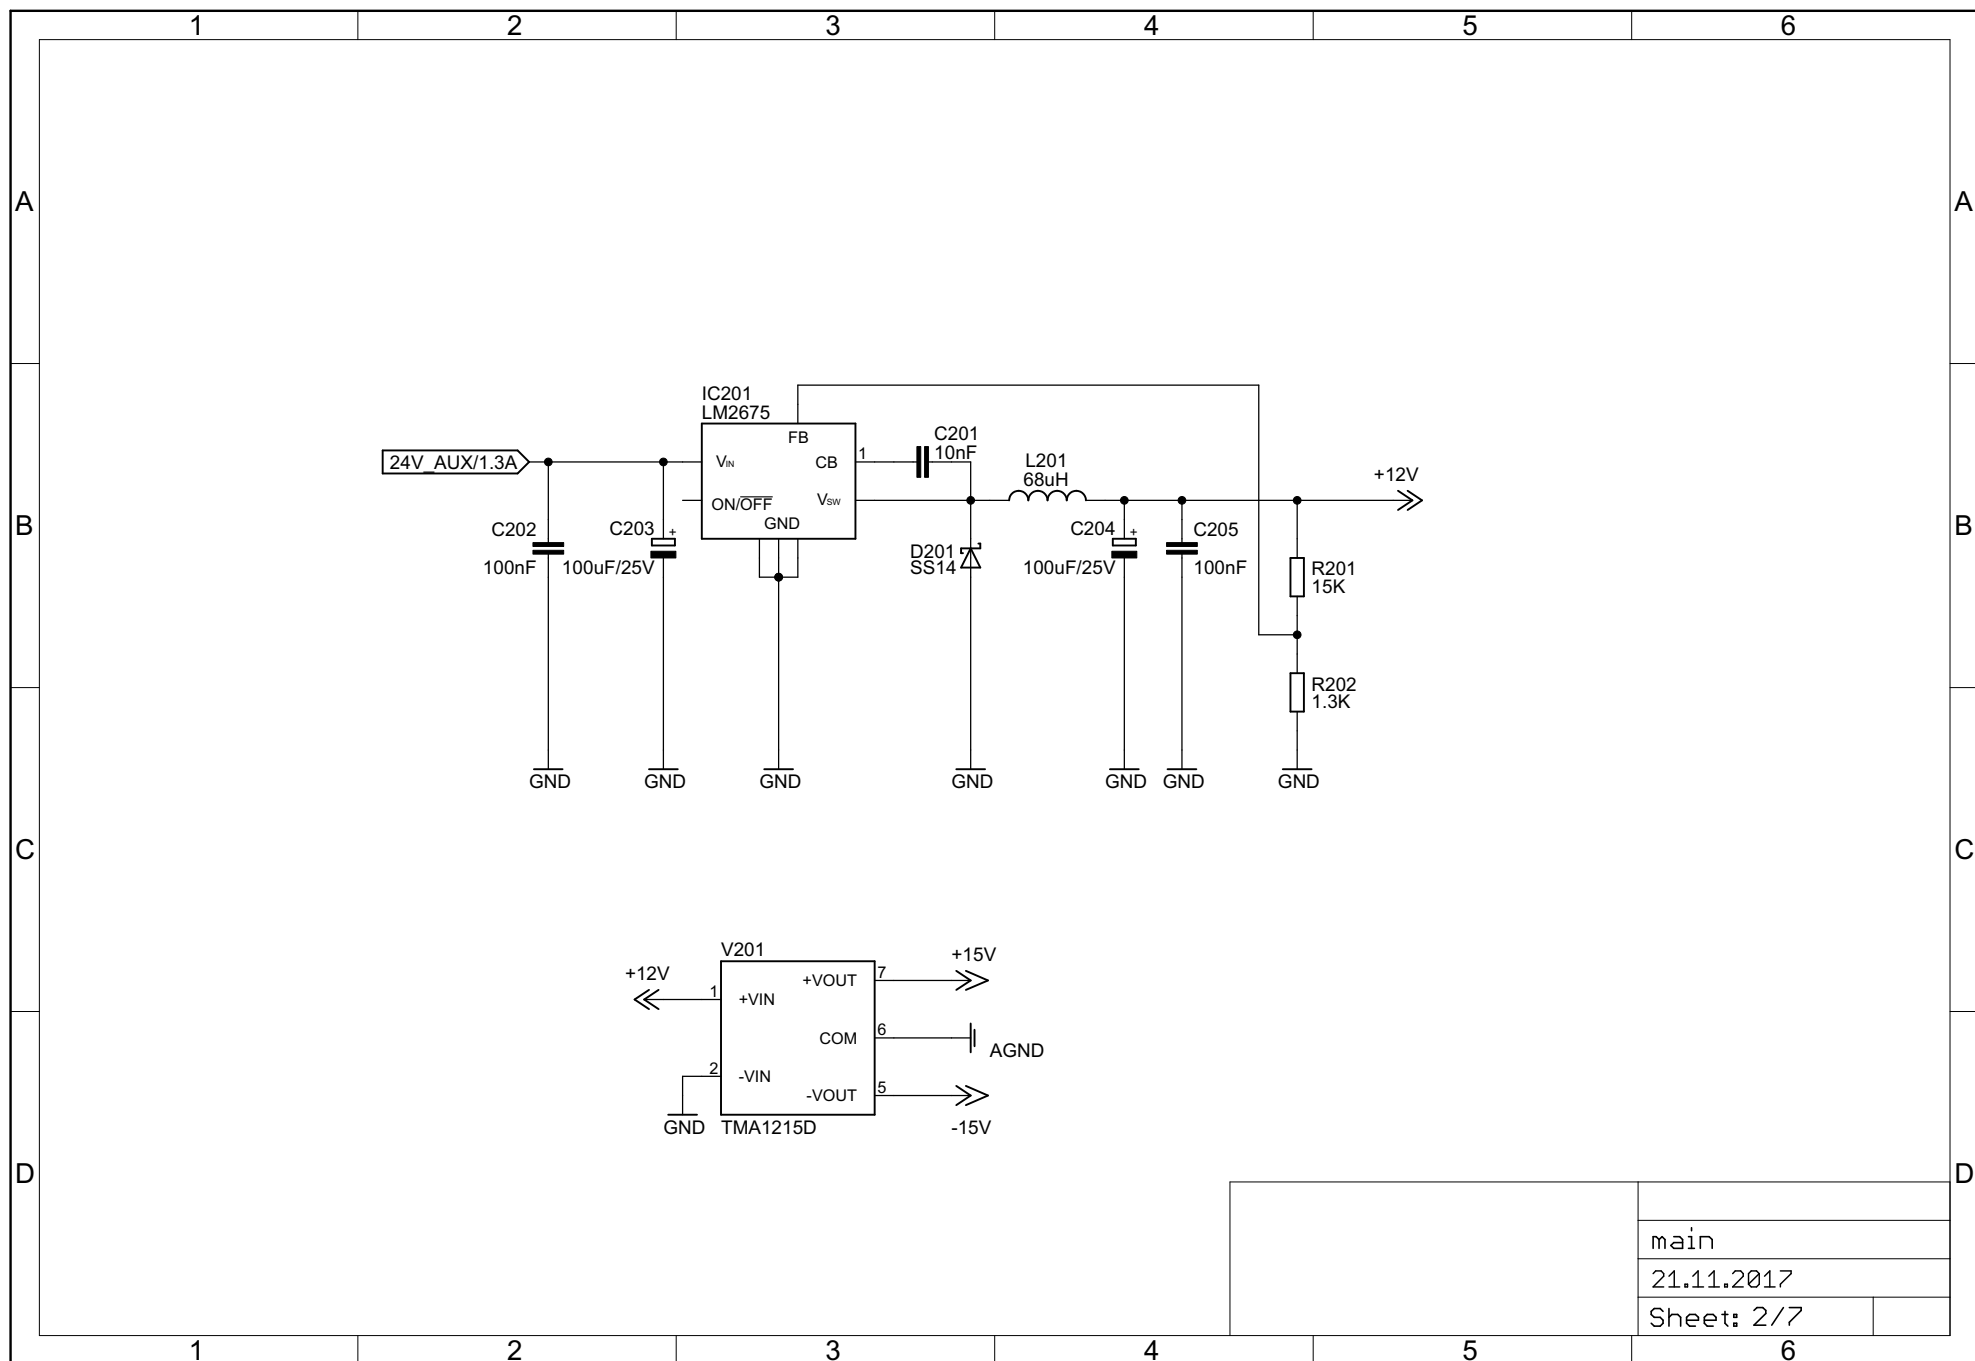 1 2 3 4 5 6
A A
IC201
LM2675
FB
C201
10nF
24V_AUX/1.3A
VIN
CB
1
L201
68uH
+12V
ON/OFF
VSW
GND
B B
C202
100nF
C203
+
100uF/25V
D201
SS14
C204
+
100uF/25V
C205
100nF
R201
15K
R202
1.3K
GND GND GND GND GND GND GND
C C
V201
+12V
1
+VIN
+VOUT
7
+15V
COM
6
AGND
2
-VIN
-VOUT
5
-15V
GND
TMA1215D
D D
main
21.11.2017
Sheet: 2/7
1 2 3 4 5 6